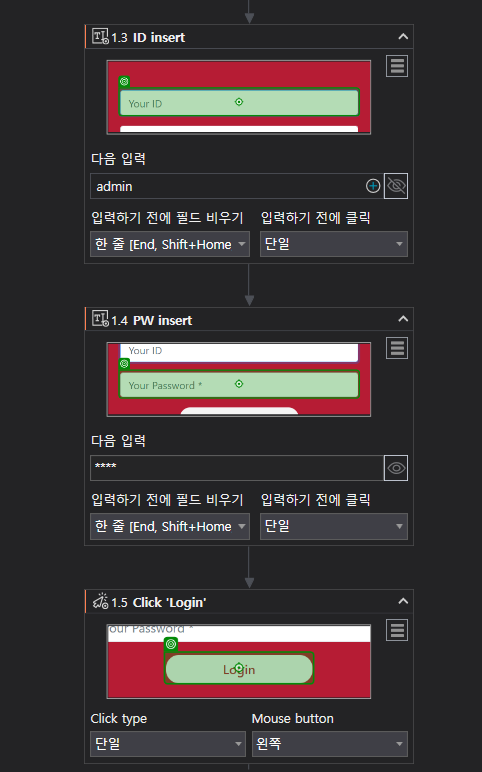 1.3 ID insert
Your ID
다음 입력
admin
입력하기 전에 필드 비우기 입력하기 전에 클릭
한 줄 [End, Shift+Home 단일
1.4 PW insert
Your ID
Your Password *
다음 입력
****
입력하기 전에 필드 비우기 입력하기 전에 클릭
한 줄 [End, Shift+Home 단일
1.5 Click 'Login'
our Password *
Login
Click type Mouse button
단일 왼쪽